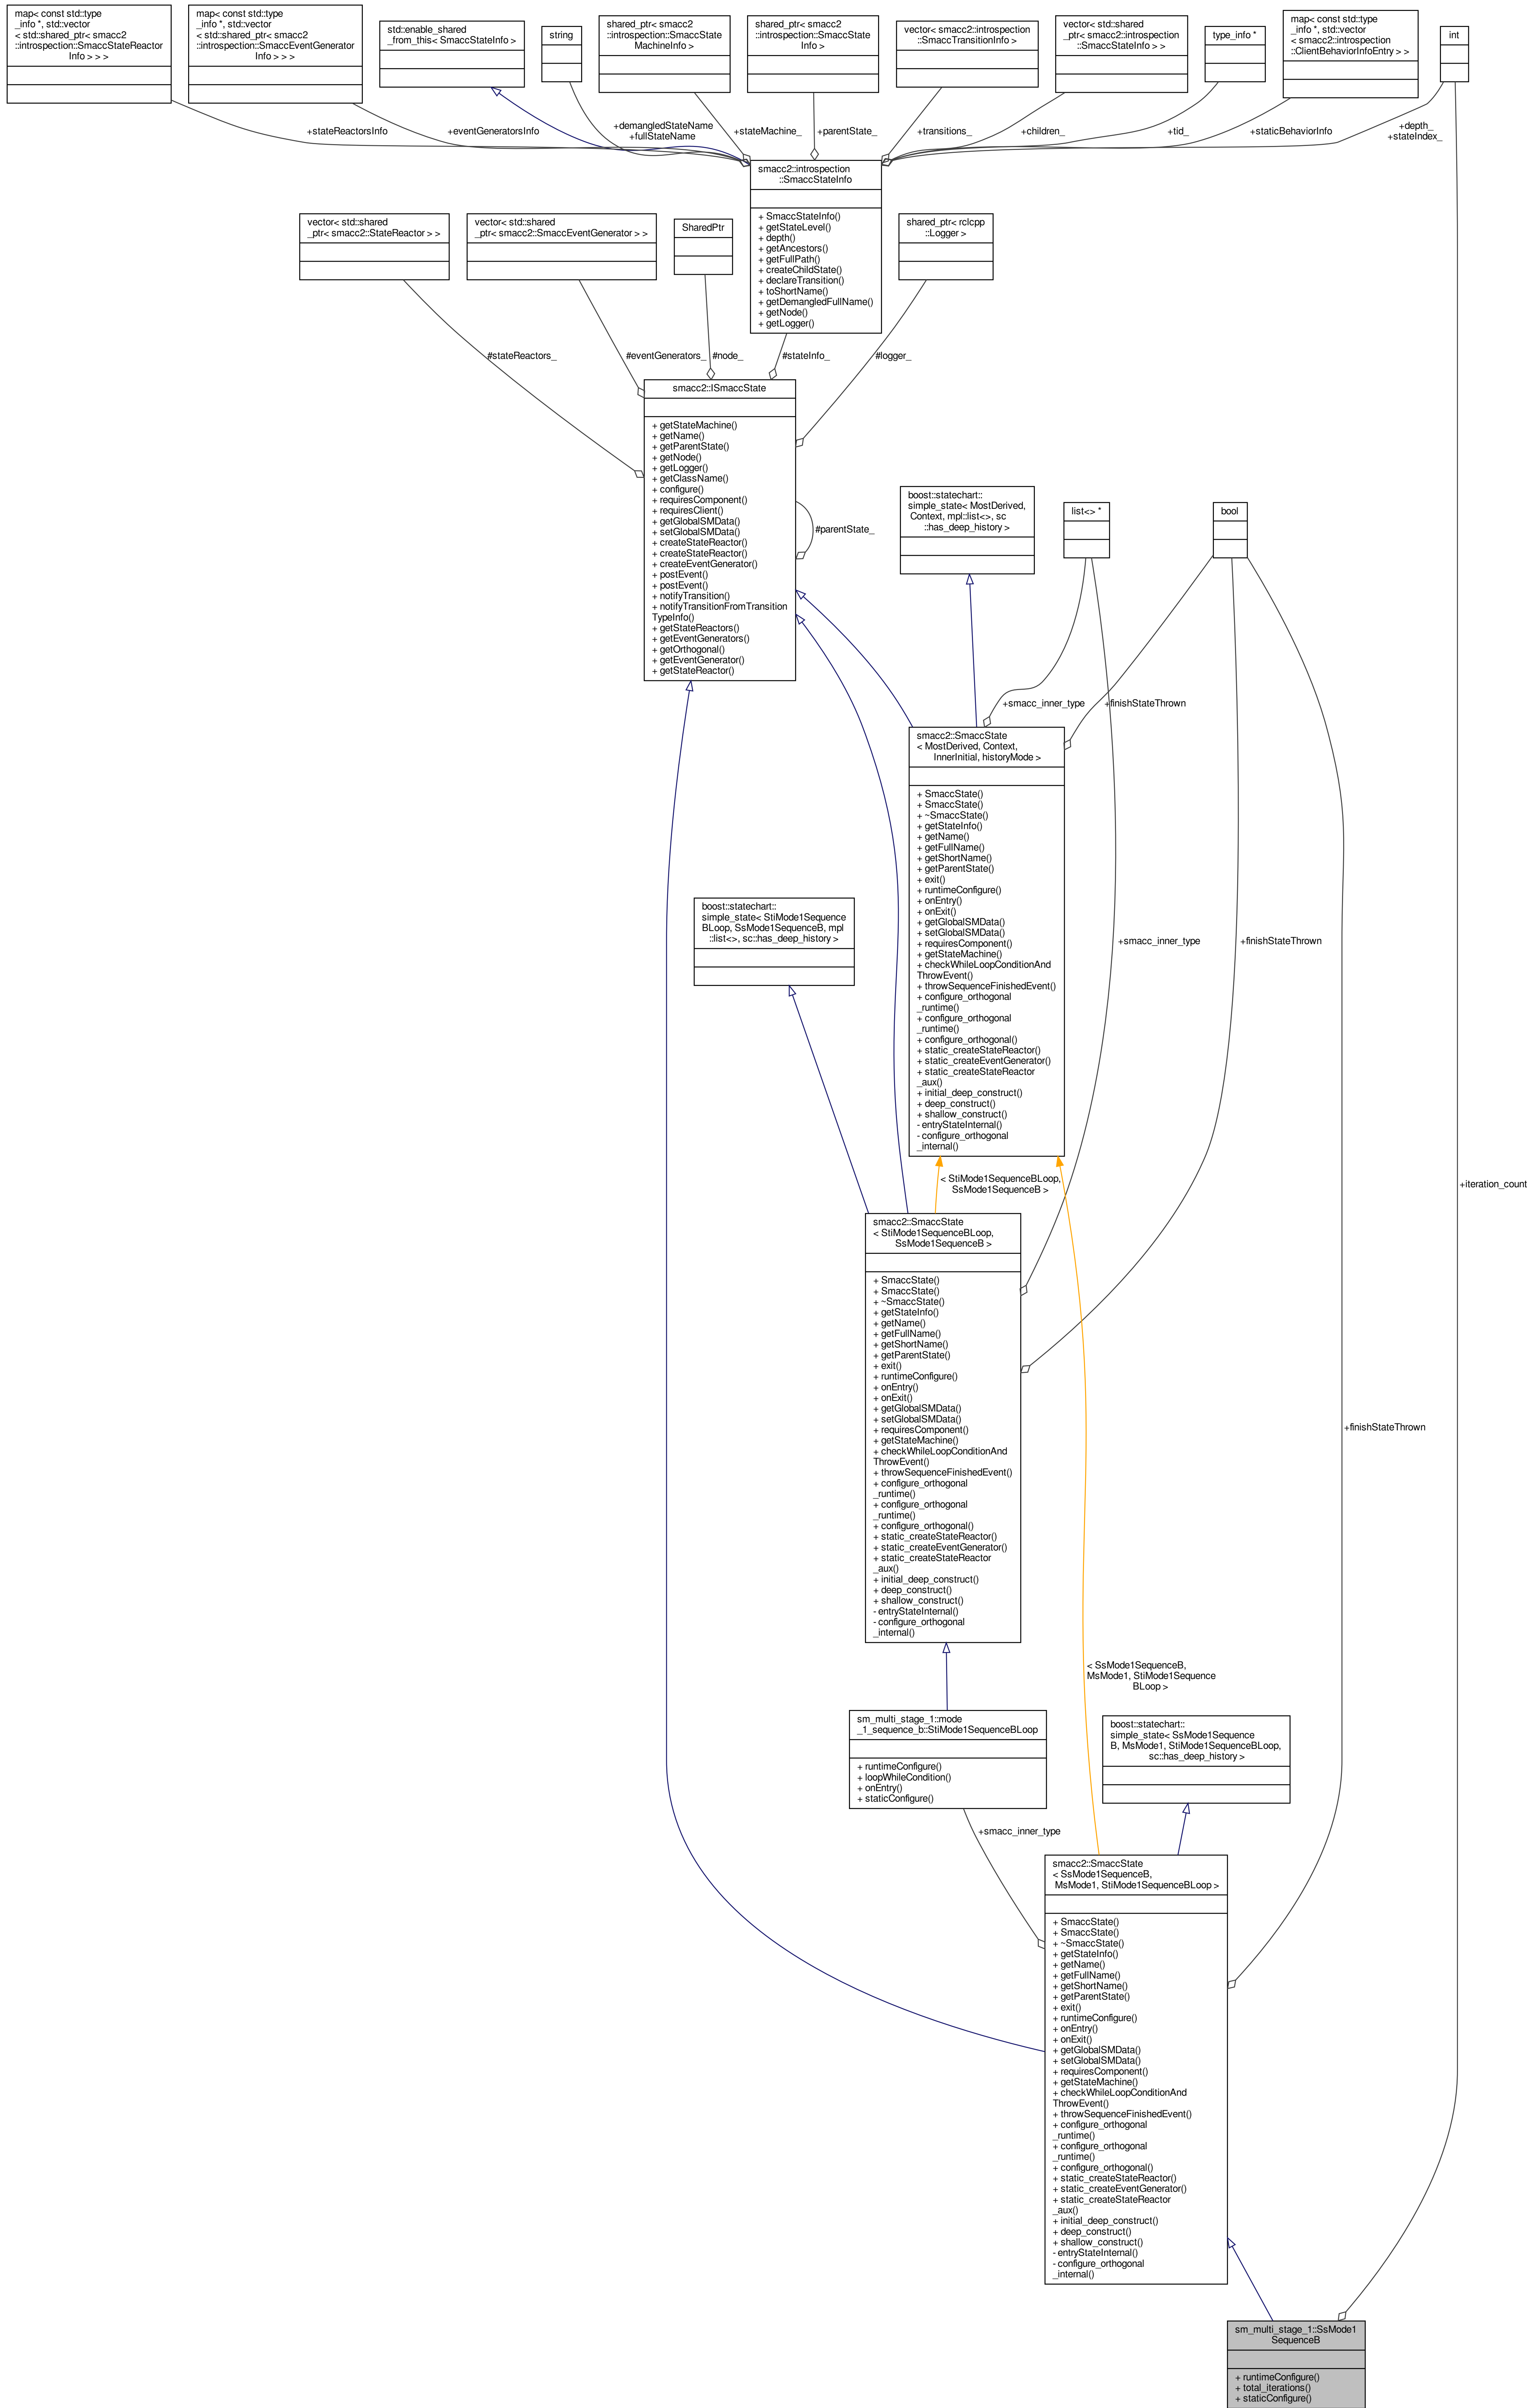 map< const std::type
_info *, std::vector
< std::shared_ptr< smacc2
::introspection::SmaccStateReactor
Info > > >
map< const std::type
_info *, std::vector
< std::shared_ptr< smacc2
::introspection::SmaccEventGenerator
Info > > >
std::enable_shared
_from_this< SmaccStateInfo >
string
shared_ptr< smacc2
::introspection::SmaccState
MachineInfo >
shared_ptr< smacc2
::introspection::SmaccState
Info >
vector< smacc2::introspection
::SmaccTransitionInfo >
vector< std::shared
_ptr< smacc2::introspection
::SmaccStateInfo > >
type_info *
map< const std::type
_info *, std::vector
< smacc2::introspection
::ClientBehaviorInfoEntry > >
int
+stateReactorsInfo
+eventGeneratorsInfo
+demangledStateName
+fullStateName
+stateMachine_
+parentState_
+transitions_
+children_
+tid_
+staticBehaviorInfo
+depth_
+stateIndex_
smacc2::introspection
::SmaccStateInfo
+ SmaccStateInfo()
+ getStateLevel()
+ depth()
+ getAncestors()
+ getFullPath()
+ createChildState()
+ declareTransition()
+ toShortName()
+ getDemangledFullName()
+ getNode()
+ getLogger()
vector< std::shared
_ptr< smacc2::StateReactor > >
vector< std::shared
_ptr< smacc2::SmaccEventGenerator > >
SharedPtr
shared_ptr< rclcpp
::Logger >
#stateReactors_
#eventGenerators_
#node_
#stateInfo_
#logger_
smacc2::ISmaccState
+ getStateMachine()
+ getName()
+ getParentState()
+ getNode()
+ getLogger()
+ getClassName()
+ configure()
+ requiresComponent()
+ requiresClient()
+ getGlobalSMData()
+ setGlobalSMData()
+ createStateReactor()
+ createStateReactor()
+ createEventGenerator()
+ postEvent()
+ postEvent()
+ notifyTransition()
+ notifyTransitionFromTransition
TypeInfo()
+ getStateReactors()
+ getEventGenerators()
+ getOrthogonal()
+ getEventGenerator()
+ getStateReactor()
#parentState_
boost::statechart::
simple_state< MostDerived,
Context, mpl::list<>, sc
::has_deep_history >
list<> *
bool
+smacc_inner_type
+finishStateThrown
smacc2::SmaccState
< MostDerived, Context,
InnerInitial, historyMode >
+ SmaccState()
+ SmaccState()
+ ~SmaccState()
+ getStateInfo()
+ getName()
+ getFullName()
+ getShortName()
+ getParentState()
+ exit()
+ runtimeConfigure()
+ onEntry()
+ onExit()
+ getGlobalSMData()
+ setGlobalSMData()
+ requiresComponent()
+ getStateMachine()
+ checkWhileLoopConditionAnd
ThrowEvent()
+ throwSequenceFinishedEvent()
+ configure_orthogonal
_runtime()
+ configure_orthogonal
_runtime()
+ configure_orthogonal()
+ static_createStateReactor()
+ static_createEventGenerator()
+ static_createStateReactor
_aux()
+ initial_deep_construct()
+ deep_construct()
+ shallow_construct()
- entryStateInternal()
- configure_orthogonal
_internal()
boost::statechart::
simple_state< StiMode1Sequence
BLoop, SsMode1SequenceB, mpl
::list<>, sc::has_deep_history >
+smacc_inner_type
+finishStateThrown
< StiMode1SequenceBLoop,
SsMode1SequenceB >
+iteration_count
smacc2::SmaccState
< StiMode1SequenceBLoop,
SsMode1SequenceB >
+ SmaccState()
+ SmaccState()
+ ~SmaccState()
+ getStateInfo()
+ getName()
+ getFullName()
+ getShortName()
+ getParentState()
+ exit()
+ runtimeConfigure()
+ onEntry()
+ onExit()
+ getGlobalSMData()
+ setGlobalSMData()
+ requiresComponent()
+ getStateMachine()
+ checkWhileLoopConditionAnd
ThrowEvent()
+ throwSequenceFinishedEvent()
+ configure_orthogonal
_runtime()
+ configure_orthogonal
_runtime()
+ configure_orthogonal()
+ static_createStateReactor()
+ static_createEventGenerator()
+ static_createStateReactor
_aux()
+ initial_deep_construct()
+ deep_construct()
+ shallow_construct()
- entryStateInternal()
- configure_orthogonal
_internal()
+finishStateThrown
< SsMode1SequenceB,
MsMode1, StiMode1Sequence
BLoop >
sm_multi_stage_1::mode
_1_sequence_b::StiMode1SequenceBLoop
+ runtimeConfigure()
+ loopWhileCondition()
+ onEntry()
+ staticConfigure()
boost::statechart::
simple_state< SsMode1Sequence
B, MsMode1, StiMode1SequenceBLoop,
sc::has_deep_history >
+smacc_inner_type
smacc2::SmaccState
< SsMode1SequenceB,
MsMode1, StiMode1SequenceBLoop >
+ SmaccState()
+ SmaccState()
+ ~SmaccState()
+ getStateInfo()
+ getName()
+ getFullName()
+ getShortName()
+ getParentState()
+ exit()
+ runtimeConfigure()
+ onEntry()
+ onExit()
+ getGlobalSMData()
+ setGlobalSMData()
+ requiresComponent()
+ getStateMachine()
+ checkWhileLoopConditionAnd
ThrowEvent()
+ throwSequenceFinishedEvent()
+ configure_orthogonal
_runtime()
+ configure_orthogonal
_runtime()
+ configure_orthogonal()
+ static_createStateReactor()
+ static_createEventGenerator()
+ static_createStateReactor
_aux()
+ initial_deep_construct()
+ deep_construct()
+ shallow_construct()
- entryStateInternal()
- configure_orthogonal
_internal()
sm_multi_stage_1::SsMode1
SequenceB
+ runtimeConfigure()
+ total_iterations()
+ staticConfigure()